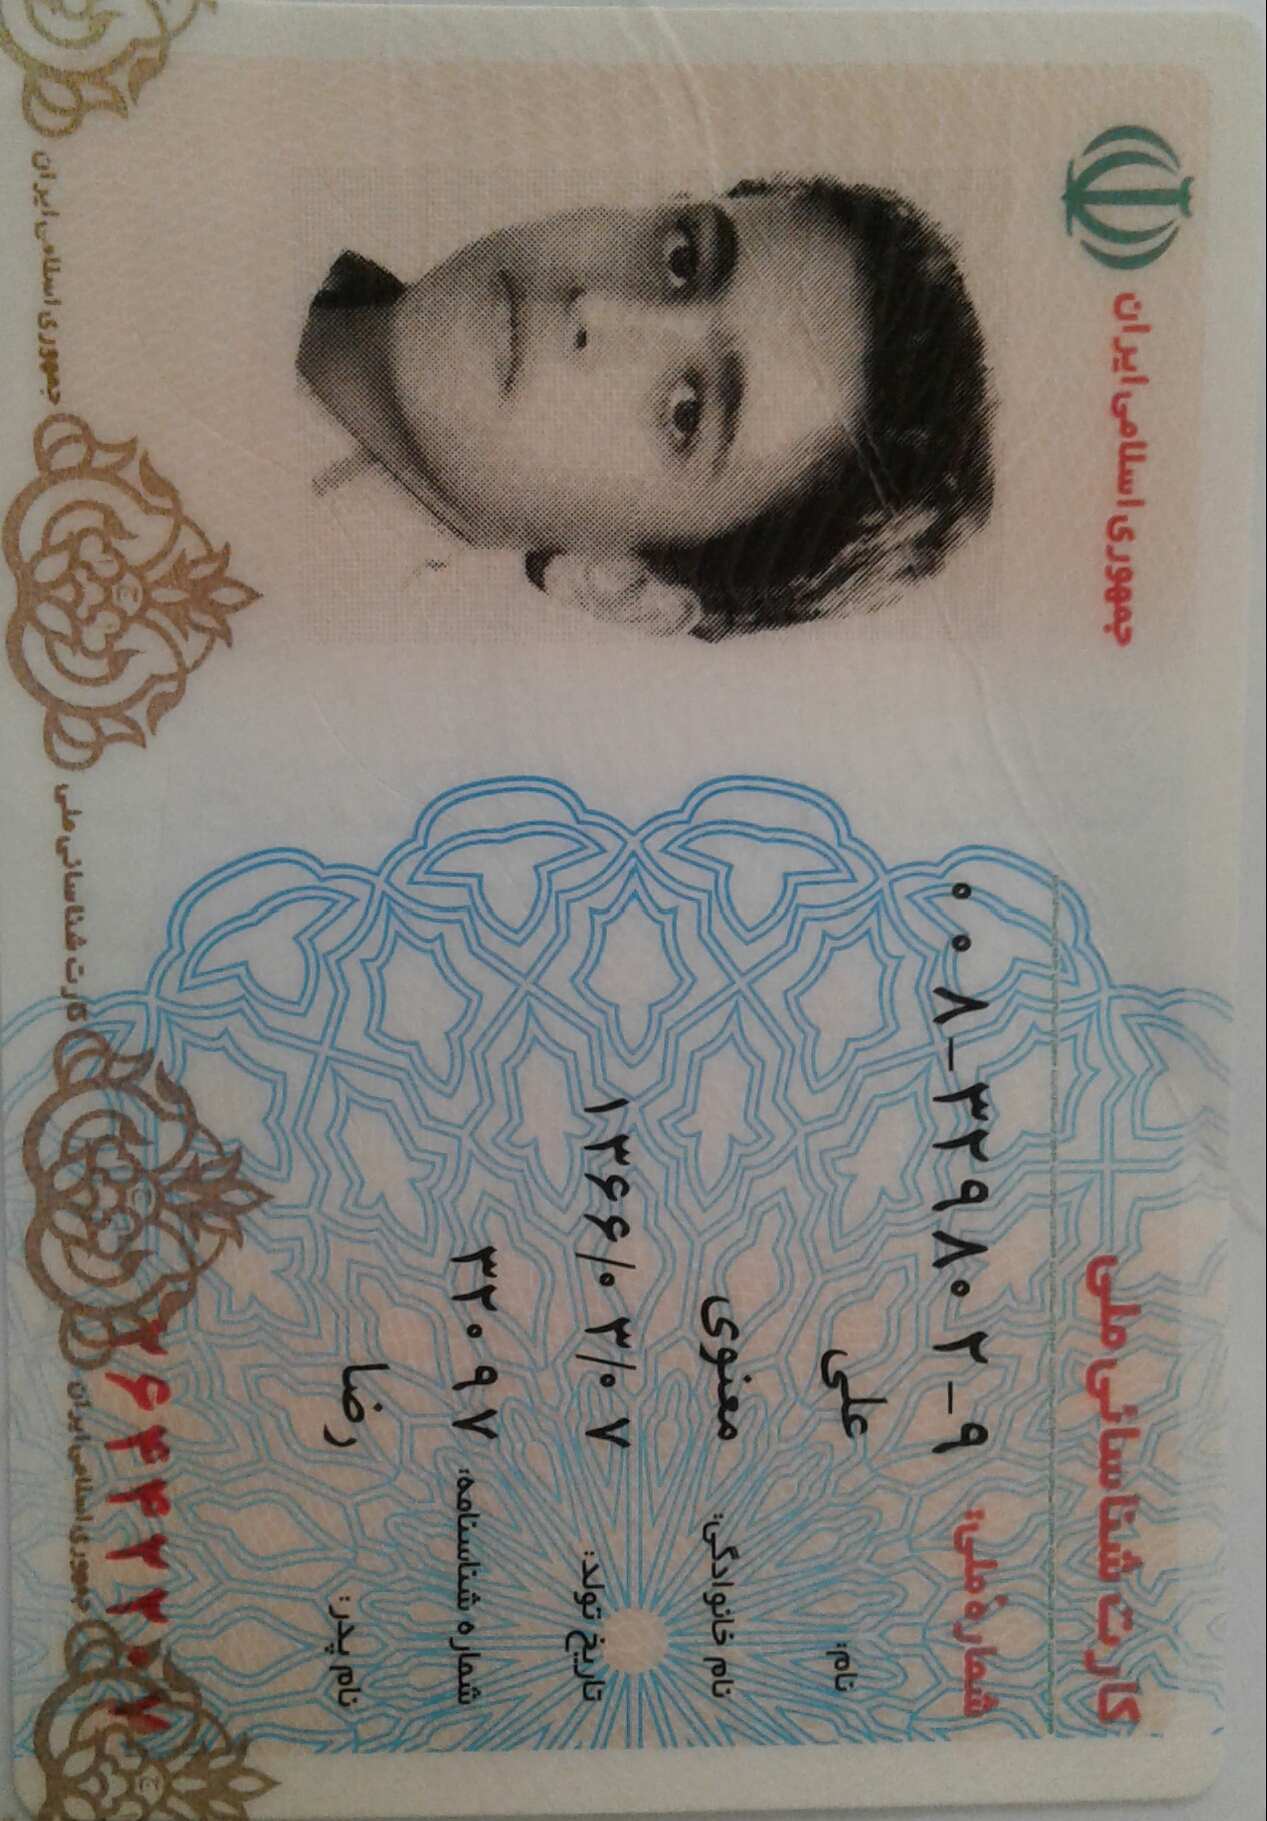 جمهوری اسلامی ایران
کارت شناسائی ملی
شمارهٔ ملی: ۰۰۸-۳۲۹۸۰۲-۹
نام: علی
نام خانوادگی: معنوی
تاریخ تولد: ۱۳۶۶/۰۳/۰۷
شماره شناسنامه: ۳۲۰۹۷
نام پدر: رضا
۲۶۴۴۲۲۰۷
جمهوری اسلامی ایران
کارت شناسائی ملی
جمهوری اسلامی ایران